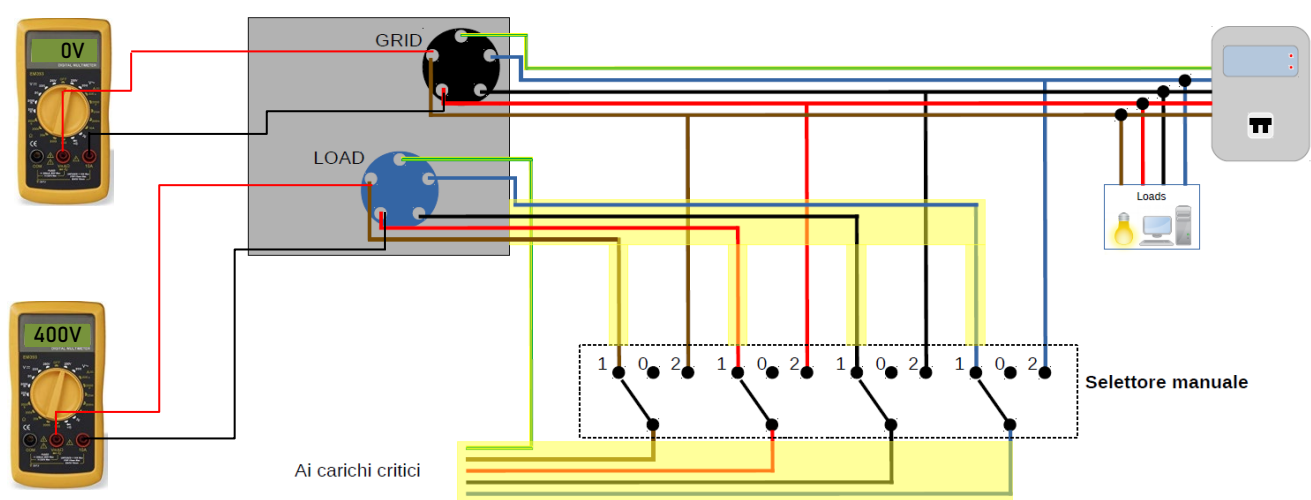 GRID
0V
LOAD
Loads
400V
1 0 2 1 0 2 1 0 2 1 0 2
Selettore manuale
Ai carichi critici